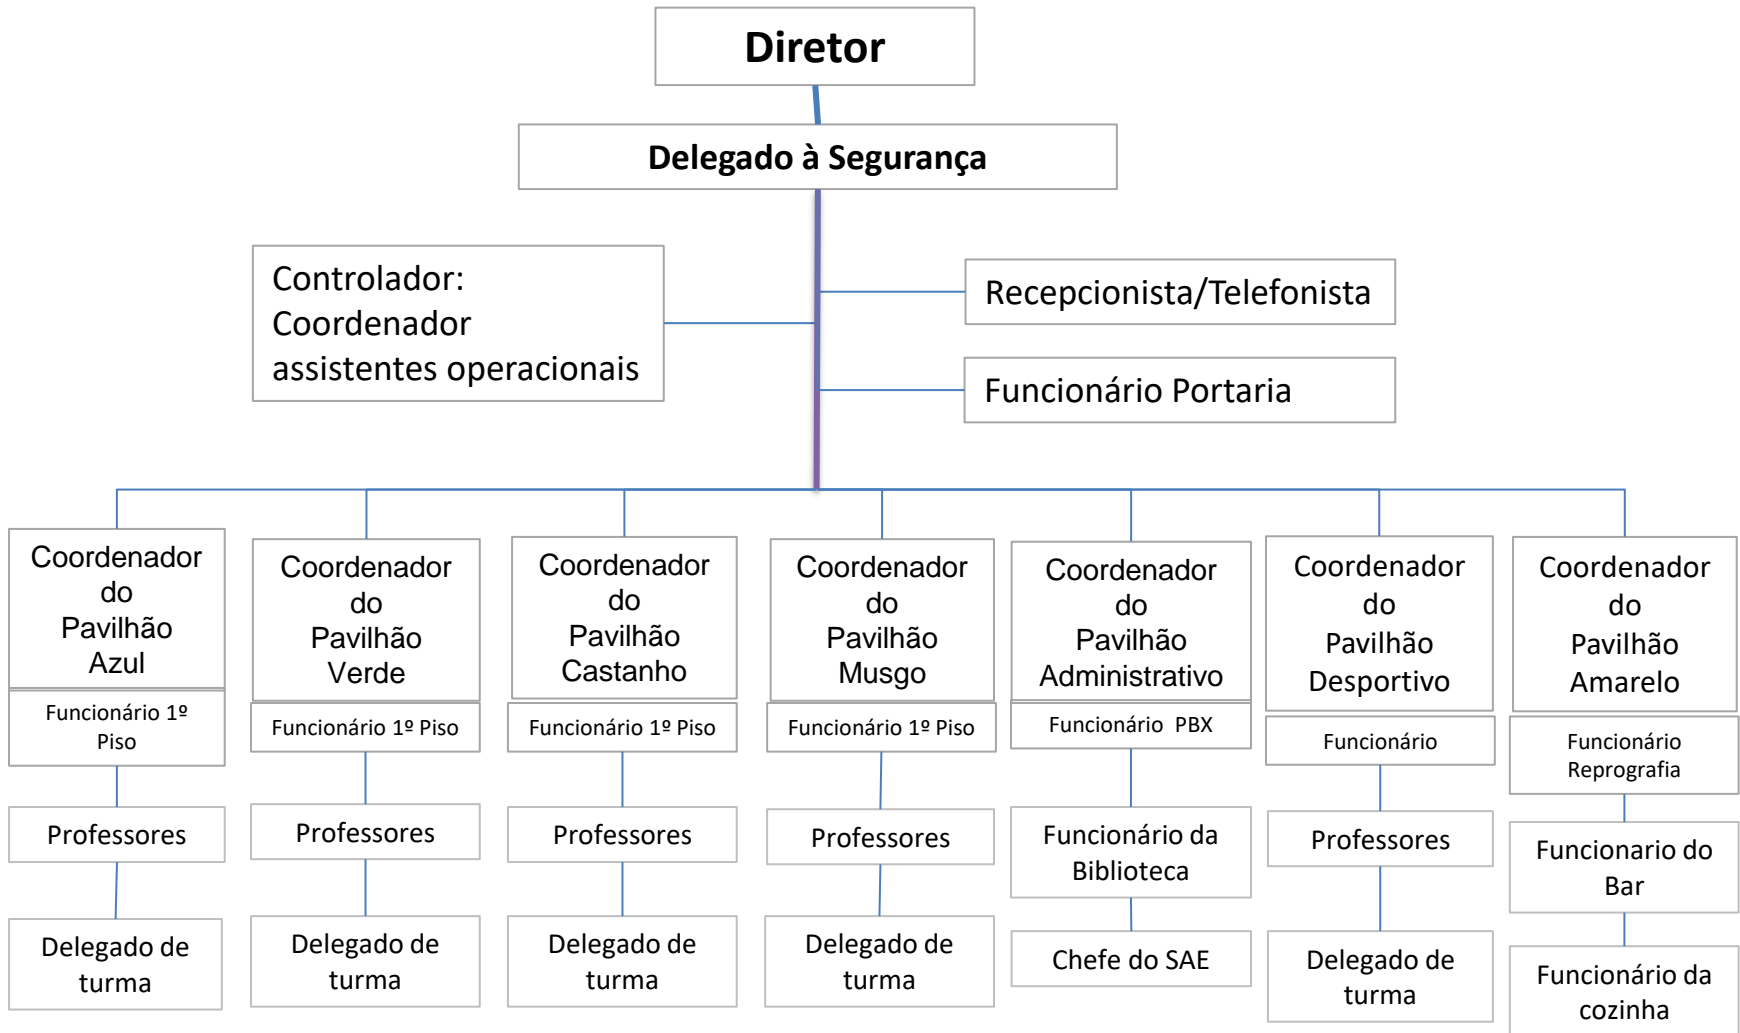 Diretor
Delegado à Segurança
Controlador:
Coordenador
assistentes operacionais
Recepcionista/Telefonista
Funcionário Portaria
Coordenador
do
Pavilhão
Azul
Funcionário 1º
Piso
Professores
Delegado de
turma
Coordenador
do
Pavilhão
Verde
Funcionário 1º Piso
Professores
Delegado de
turma
Coordenador
do
Pavilhão
Castanho
Funcionário 1º Piso
Professores
Delegado de
turma
Coordenador
do
Pavilhão
Musgo
Funcionário 1º Piso
Professores
Delegado de
turma
Coordenador
do
Pavilhão
Administrativo
Funcionário PBX
Funcionário da
Biblioteca
Chefe do SAE
Coordenador
do
Pavilhão
Desportivo
Funcionário
Professores
Delegado de
turma
Coordenador
do
Pavilhão
Amarelo
Funcionário
Reprografia
Funcionario do
Bar
Funcionário da
cozinha